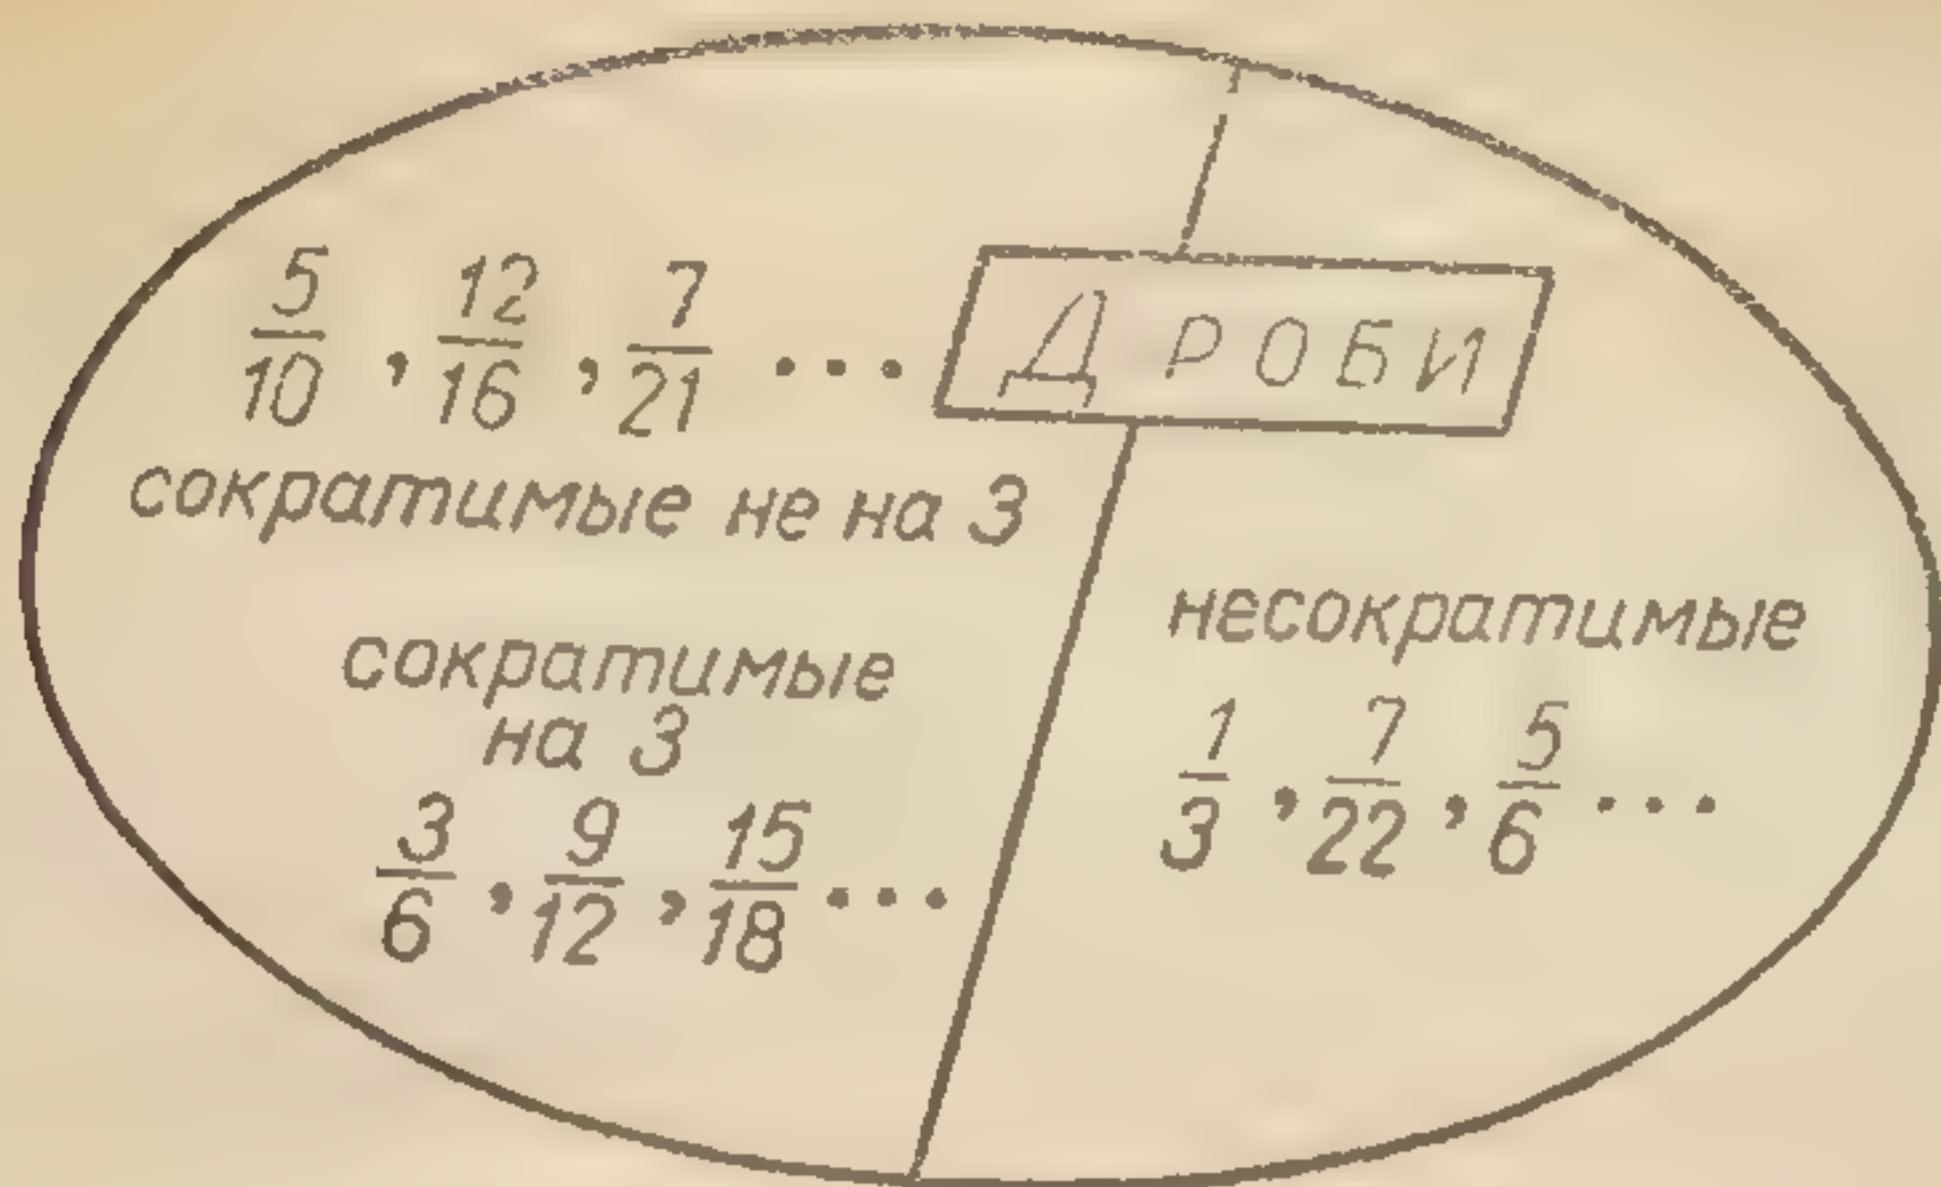 5/10, 12/16, 7/21 ...
ДРОБИ
сократимые не на 3
сократимые
на 3
3/6, 9/12, 15/18 ...
несократимые
1/3, 7/22, 5/6 ...